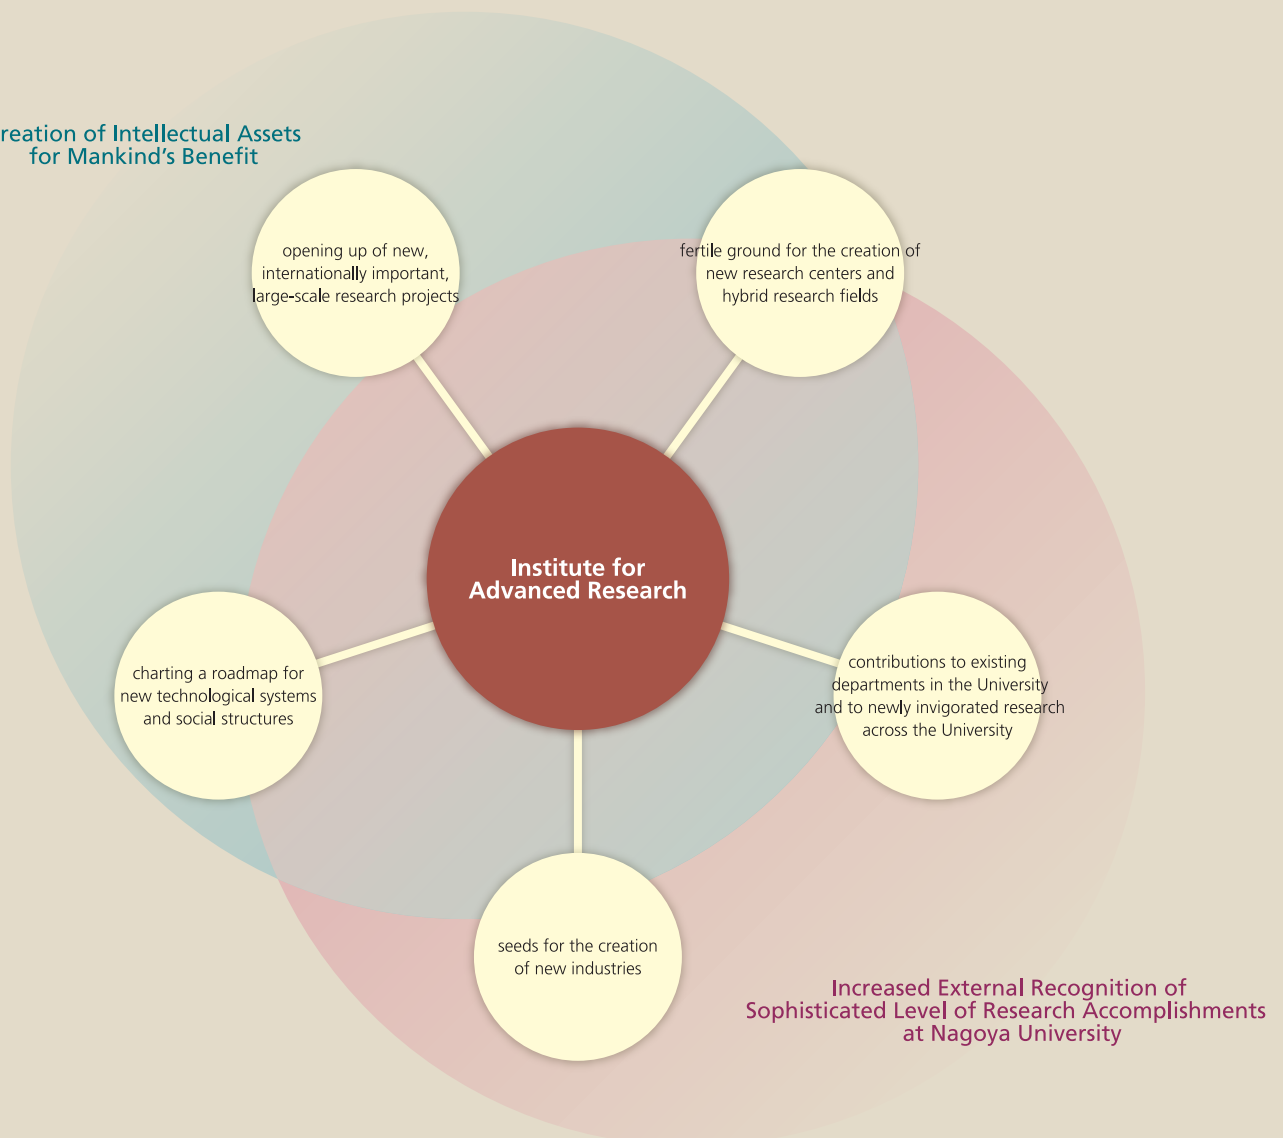 reation of Intellectual Assets
for Mankind's Benefit
opening up of new,
internationally important,
large-scale research projects
fertile ground for the creation of
new research centers and
hybrid research fields
Institute for
Advanced Research
charting a roadmap for
new technological systems
and social structures
contributions to existing
departments in the University
and to newly invigorated research
across the University
seeds for the creation
of new industries
Increased External Recognition of
Sophisticated Level of Research Accomplishments
at Nagoya University